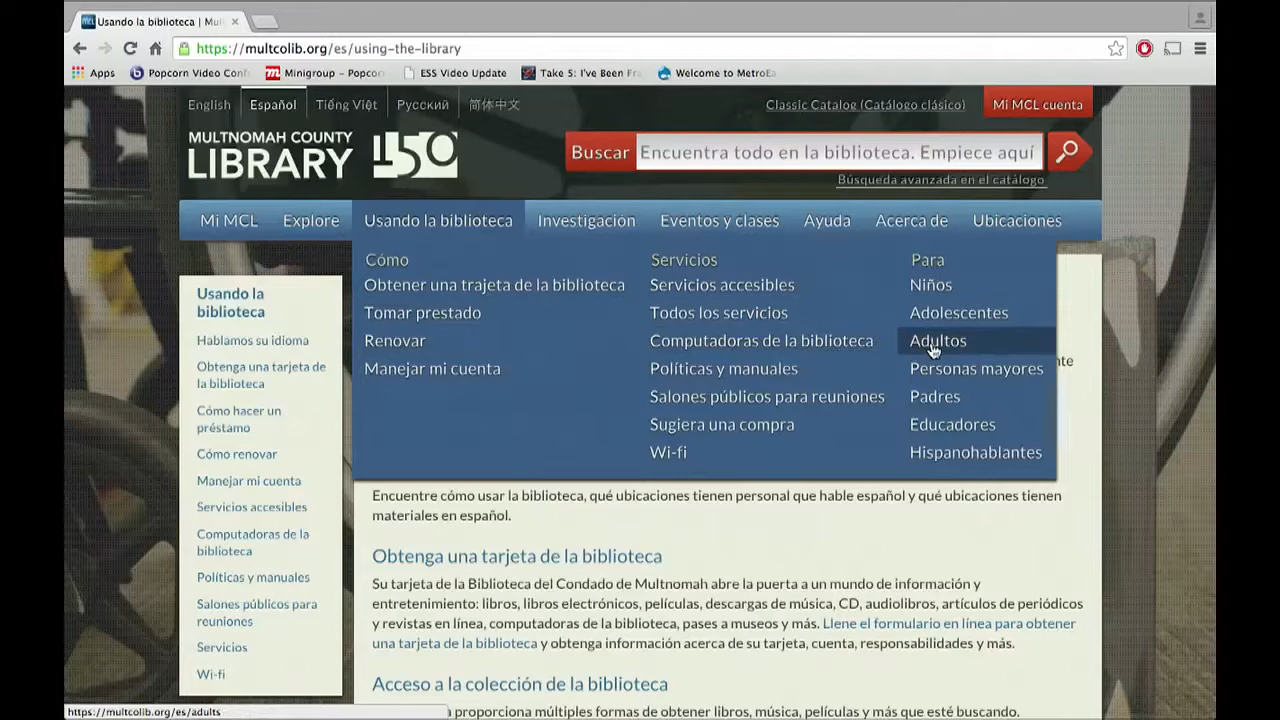 Usando la biblioteca | Mu
https://multcolib.org/es/using-the-library
Apps
Popcorn Video Conf
Minigroup – Popcor
ESS Video Update
Take 5: I've Been Fr
Welcome to MetroEa
English
Español
Tiếng Việt
Русский
简体中文
Classic Catalog (Catálogo clásico)
Mi MCL cuenta
MULTNOMAH COUNTY
LIBRARY
150
Buscar
Encuentra todo en la biblioteca. Empiece aquí
Búsqueda avanzada en el catálogo
Mi MCL
Explore
Usando la biblioteca
Investigación
Eventos y clases
Ayuda
Acerca de
Ubicaciones
Cómo
Obtener una trajeta de la biblioteca
Tomar prestado
Renovar
Manejar mi cuenta
Servicios
Servicios accesibles
Todos los servicios
Computadoras de la biblioteca
Políticas y manuales
Salones públicos para reuniones
Sugiera una compra
Wi-fi
Para
Niños
Adolescentes
Adultos
Personas mayores
Padres
Educadores
Hispanohablantes
Usando la
biblioteca
Hablamos su idioma
Obtenga una tarjeta de
la biblioteca
Cómo hacer un
préstamo
Cómo renovar
Manejar mi cuenta
Servicios accesibles
Computadoras de la
biblioteca
Políticas y manuales
Salones públicos para
reuniones
Servicios
Wi-fi
nte
Encuentre cómo usar la biblioteca, qué ubicaciones tienen personal que hable español y qué ubicaciones tienen
materiales en español.
Obtenga una tarjeta de la biblioteca
Su tarjeta de la Biblioteca del Condado de Multnomah abre la puerta a un mundo de información y
entretenimiento: libros, libros electrónicos, películas, descargas de música, CD, audiolibros, artículos de periódicos
y revistas en línea, computadoras de la biblioteca, pases a museos y más. Llene el formulario en línea para obtener
una tarjeta de la biblioteca y obtenga información acerca de su tarjeta, cuenta, responsabilidades y más.
Acceso a la colección de la biblioteca
a proporciona múltiples formas de obtener libros, música, películas y más que esté buscando.
https://multcolib.org/es/adults